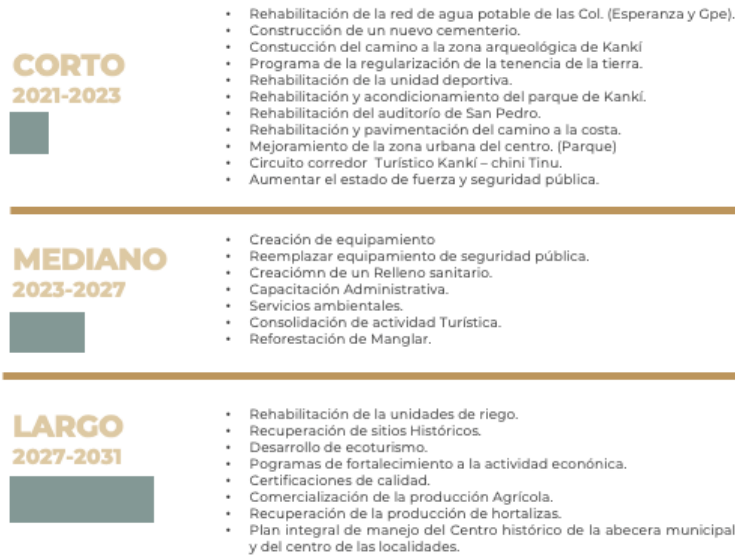 CORTO
2021-2023
• Rehabilitación de la red de agua potable de las Col. (Esperanza y Gpe).
• Construcción de un nuevo cementerio.
• Constucción del camino a la zona arqueológica de Kankí
• Programa de la regularización de la tenencia de la tierra.
• Rehabilitación de la unidad deportiva.
• Rehabilitación y acondicionamiento del parque de Kankí.
• Rehabilitación del auditorío de San Pedro.
• Rehabilitación y pavimentación del camino a la costa.
• Mejoramiento de la zona urbana del centro. (Parque)
• Circuito corredor Turístico Kankí – chini Tinu.
• Aumentar el estado de fuerza y seguridad pública.
MEDIANO
2023-2027
• Creación de equipamiento
• Reemplazar equipamiento de seguridad pública.
• Creaciómn de un Relleno sanitario.
• Capacitación Administrativa.
• Servicios ambientales.
• Consolidación de actividad Turística.
• Reforestación de Manglar.
LARGO
2027-2031
• Rehabilitación de la unidades de riego.
• Recuperación de sitios Históricos.
• Desarrollo de ecoturismo.
• Pogramas de fortalecimiento a la actividad econónica.
• Certificaciones de calidad.
• Comercialización de la producción Agrícola.
• Recuperación de la producción de hortalizas.
• Plan integral de manejo del Centro histórico de la abecera municipal
y del centro de las localidades.